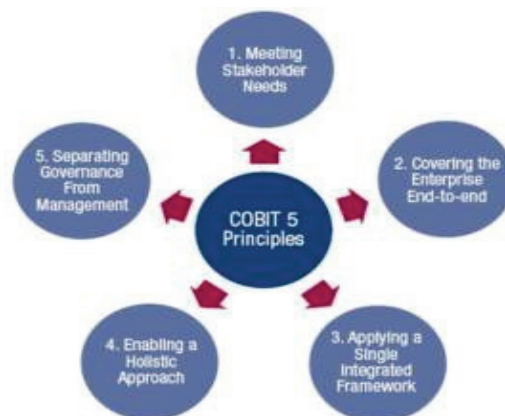 1. Meeting
Stakeholder
Needs
5. Separating
Governance
From
Management
2. Covering the
Enterprise
End-to-end
COBIT 5
Principles
4. Enabling a
Holistic
Approach
3. Applying a
Single
Integrated
Framework